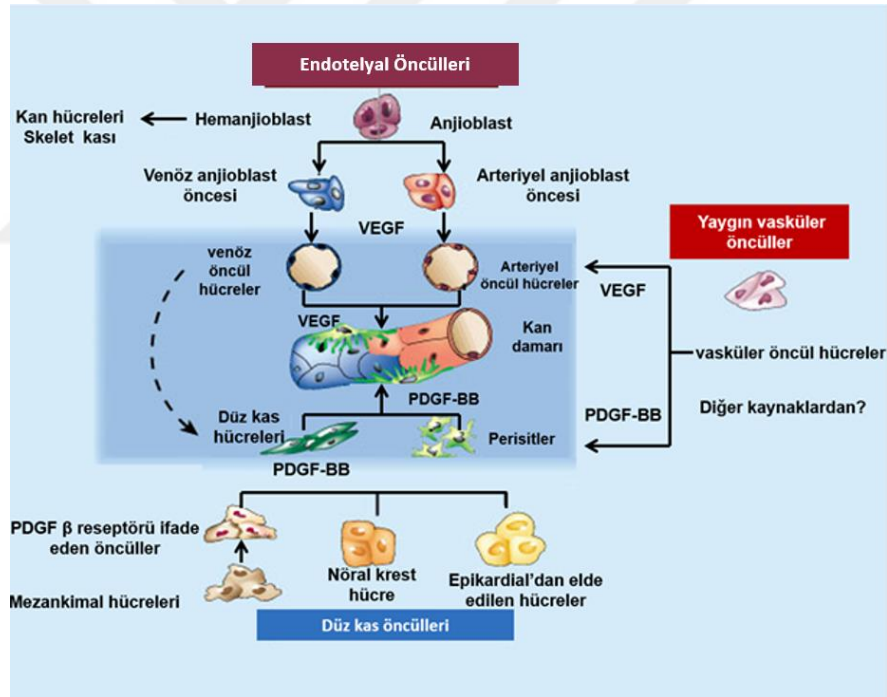 Endotelyal Öncülleri
Kan hücreleri
Skelet kası
Hemanjioblast
Anjioblast
Venöz anjioblast
öncesi
Arteriyel anjioblast
öncesi
VEGF
Yaygın vasküler
öncüller
venöz
öncül
hücreler
Arteriyel
öncül hücreler
VEGF
VEGF
Kan
damarı
vasküler öncül hücreler
PDGF-BB
Diğer kaynaklardan?
PDGF-BB
Düz kas
hücreleri
Perisitler
PDGF-BB
PDGF β reseptörü ifade
eden öncüller
Mezankimal hücreleri
Nöral krest
hücre
Epikardial’dan elde
edilen hücreler
Düz kas öncülleri